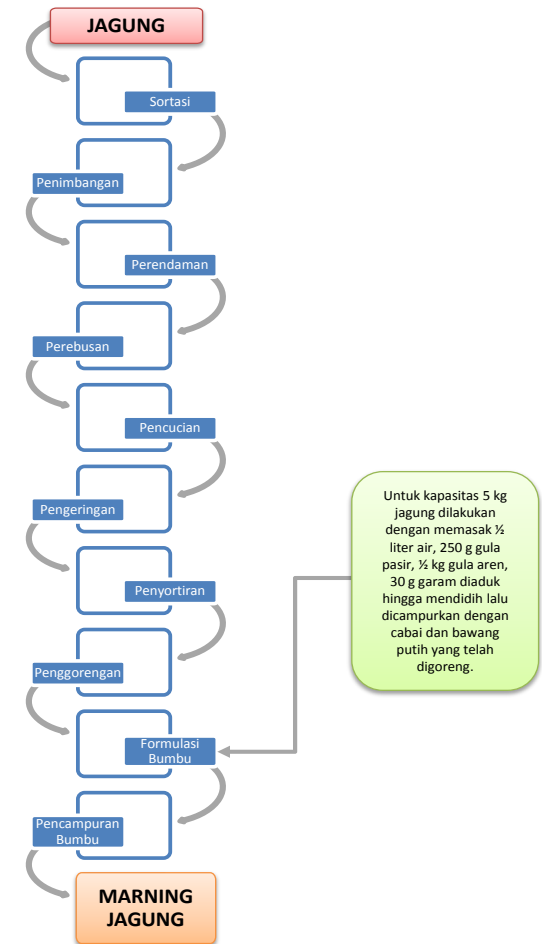 JAGUNG
Sortasi
Penimbangan
Perendaman
Perebusan
Pencucian
Pengeringan
Penyortiran
Penggorengan
Formulasi
Bumbu
Pencampuran
Bumbu
MARNING
JAGUNG
Untuk kapasitas 5 kg
jagung dilakukan
dengan memasak ½
liter air, 250 g gula
pasir, ½ kg gula aren,
30 g garam diaduk
hingga mendidih lalu
dicampurkan dengan
cabai dan bawang
putih yang telah
digoreng.